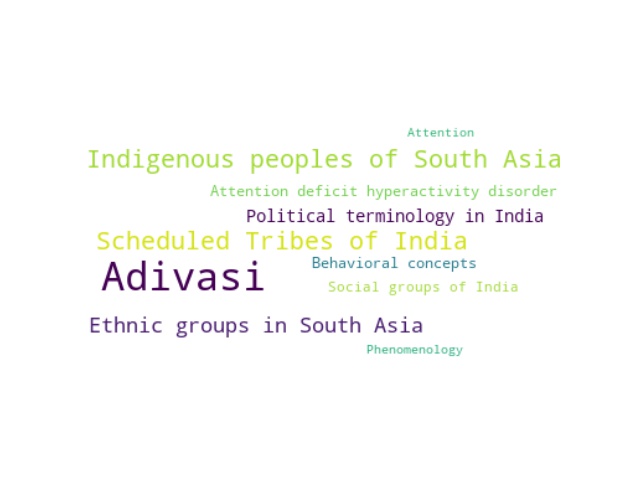 Attention
Indigenous peoples of South Asia
Attention deficit hyperactivity disorder
Political terminology in India
Scheduled Tribes of India
Behavioral concepts
Adivasi
Social groups of India
Ethnic groups in South Asia
Phenomenology